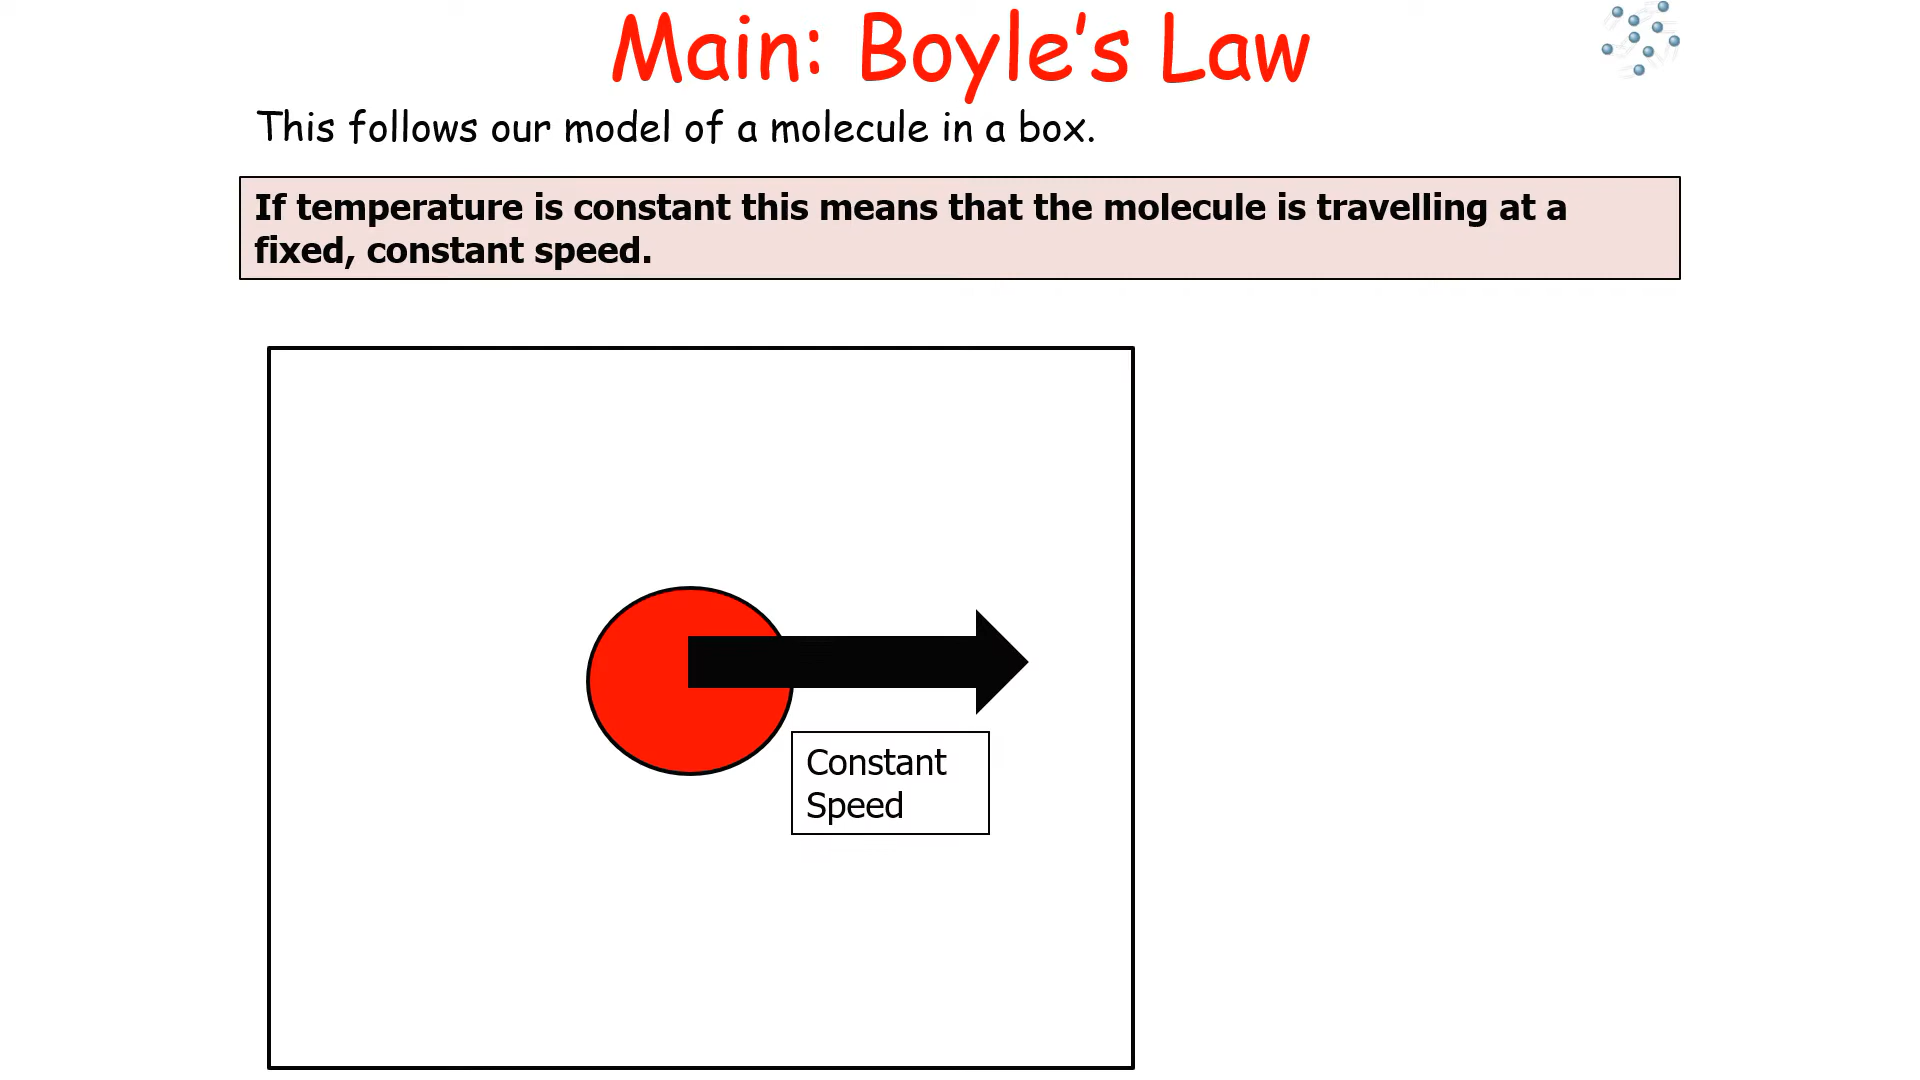 Main: Boyle's Law
This follows our model of a molecule in a box.
If temperature is constant this means that the molecule is travelling at a
fixed, constant speed.
Constant
Speed